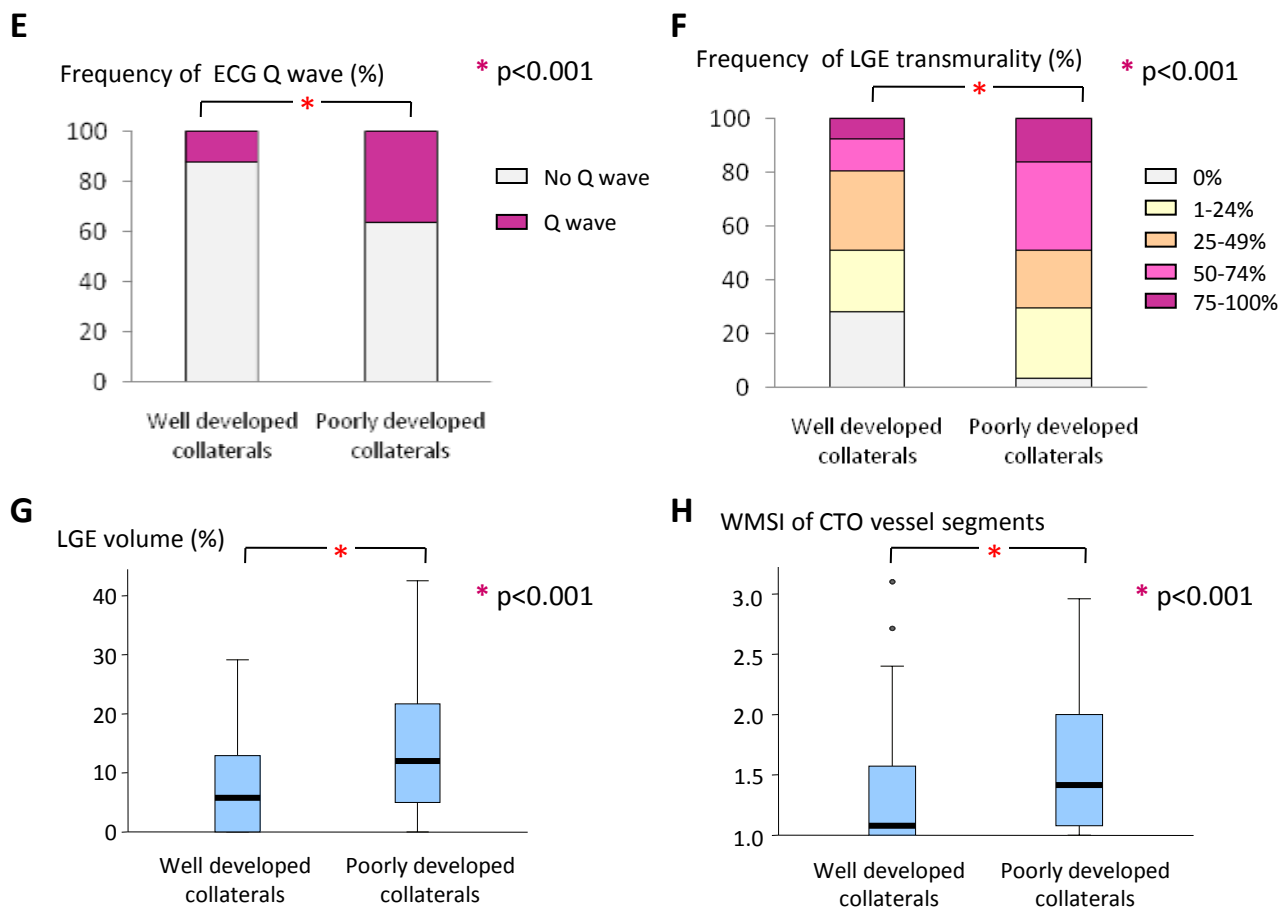 E
Frequency of ECG Q wave (%)
* p<0.001
*
100
80
60
40
20
0
No Q wave
Q wave
Well developed
collaterals
Poorly developed
collaterals
F
Frequency of LGE transmurality (%)
* p<0.001
*
100
80
60
40
20
0
0%
1-24%
25-49%
50-74%
75-100%
Well developed
collaterals
Poorly developed
collaterals
G
LGE volume (%)
*
* p<0.001
40
30
20
10
0
Well developed
collaterals
Poorly developed
collaterals
H
WMSI of CTO vessel segments
*
* p<0.001
3.0
2.5
2.0
1.5
1.0
Well developed
collaterals
Poorly developed
collaterals